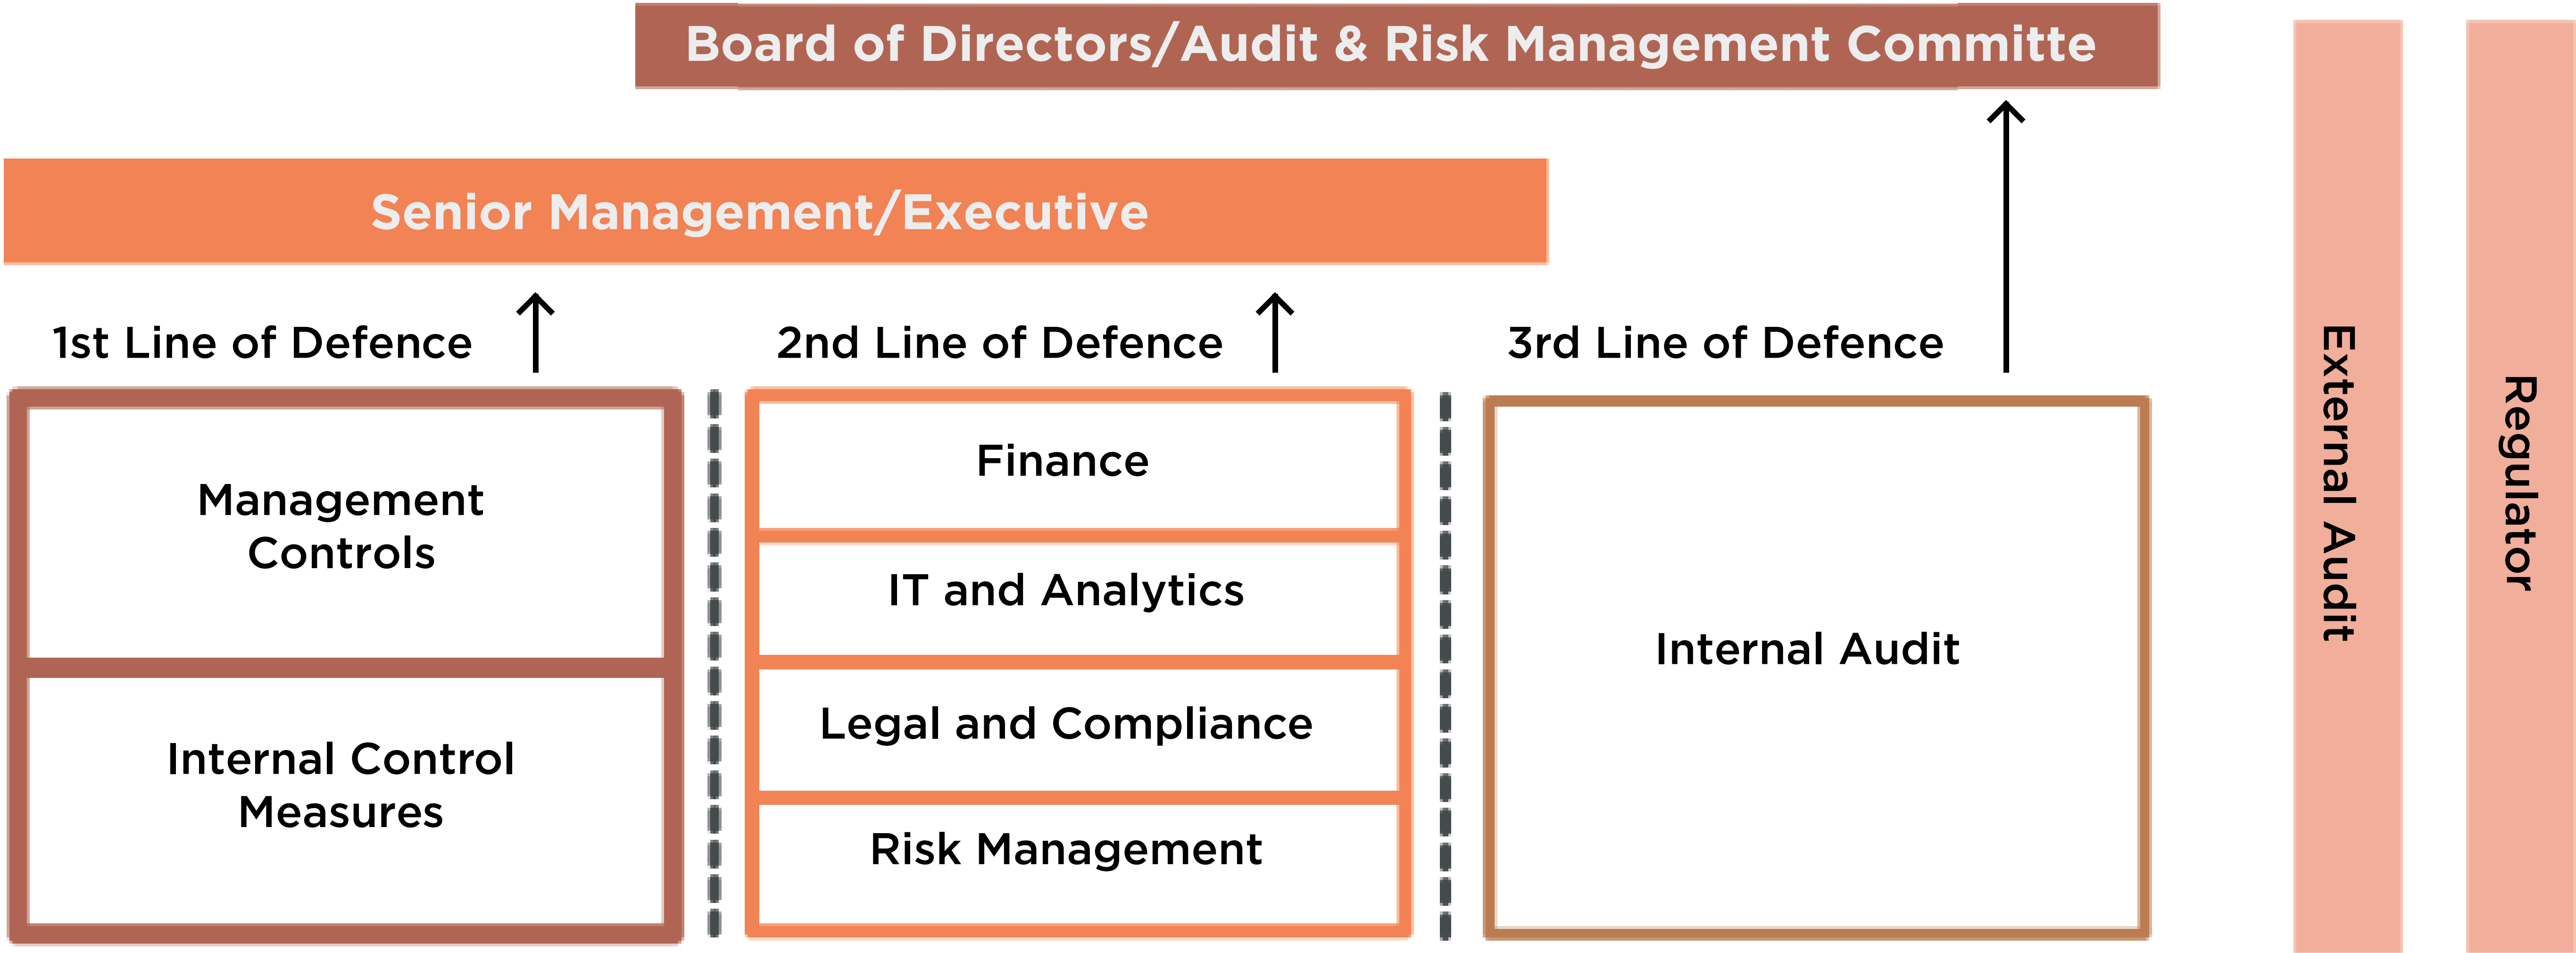 Board of Directors/Audit & Risk Management Committe
Senior Management/Executive
1st Line of Defence
Management
Controls
Internal Control
Measures
2nd Line of Defence
Finance
IT and Analytics
Legal and Compliance
Risk Management
3rd Line of Defence
Internal Audit
External Audit
Regulator